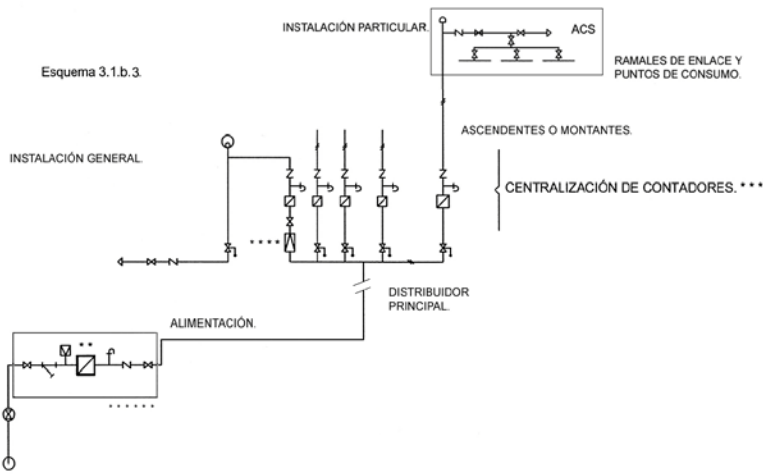 INSTALACIÓN PARTICULAR.
ACS
RAMALES DE ENLACE Y
PUNTOS DE CONSUMO.
Esquema 3.1.b.3.
ASCENDENTES O MONTANTES.
INSTALACIÓN GENERAL.
CENTRALIZACIÓN DE CONTADORES. * * *
* * * *
DISTRIBUIDOR
PRINCIPAL.
ALIMENTACIÓN.
* *
* * * * * *